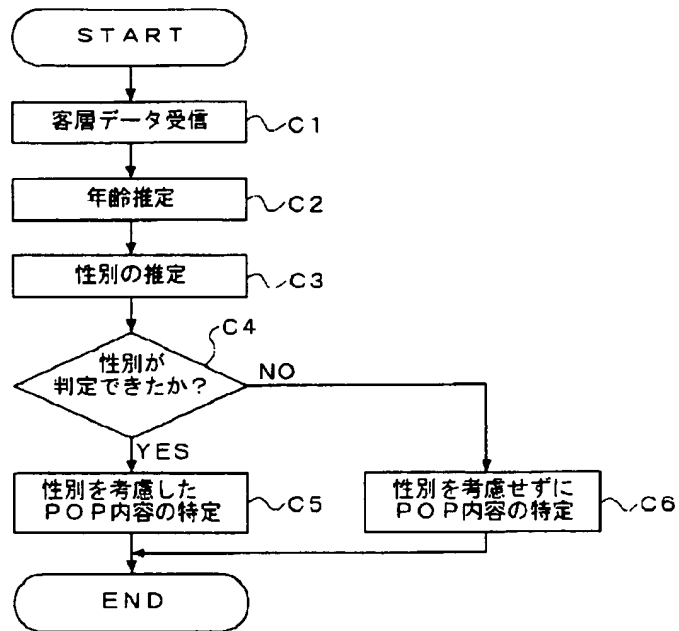 START
客層データ受信
C1
年齢推定
C2
性別の推定
C3
C4
性別が
判定できたか？
NO
YES
性別を考慮した
POP内容の特定
C5
性別を考慮せずに
POP内容の特定
C6
END